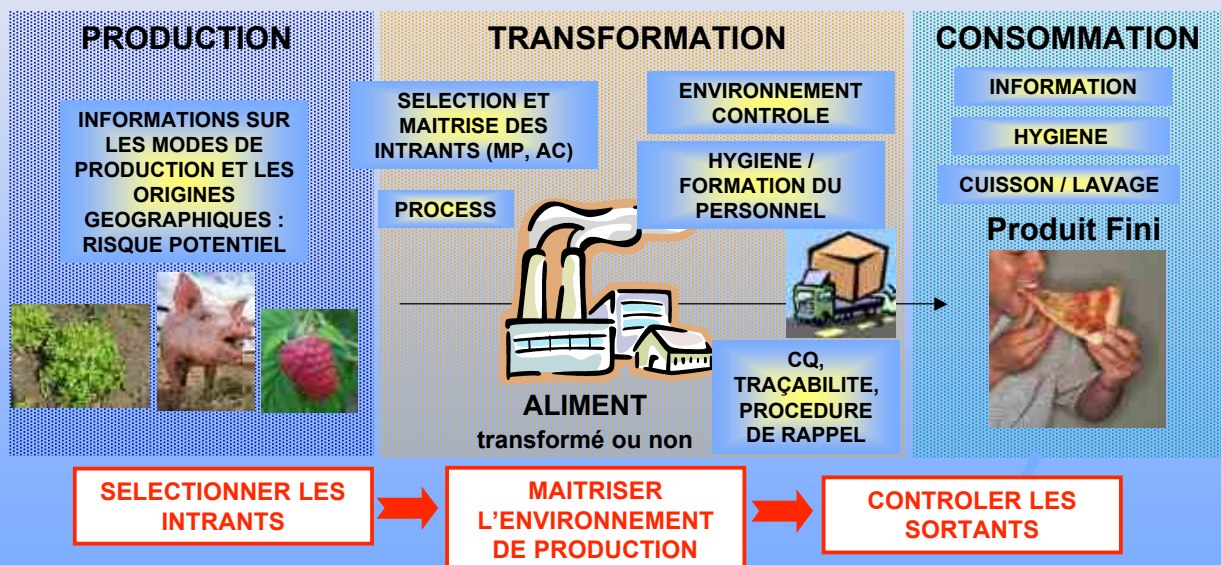 PRODUCTION
INFORMATIONS SUR
LES MODES DE
PRODUCTION ET LES
ORIGINES
GEOGRAPHIQUES :
RISQUE POTENTIEL
TRANSFORMATION
SELECTION ET
MAITRISE DES
INTRANTS (MP, AC)
PROCESS
ENVIRONNEMENT
CONTROLE
HYGIENE /
FORMATION DU
PERSONNEL
ALIMENT
transformé ou non
CQ,
TRAÇABILITE,
PROCEDURE
DE RAPPEL
CONSOMMATION
INFORMATION
HYGIENE
CUISSON / LAVAGE
Produit Fini
SELECTIONNER LES
INTRANTS
MAITRISER
L’ENVIRONNEMENT
DE PRODUCTION
CONTROLER LES
SORTANTS